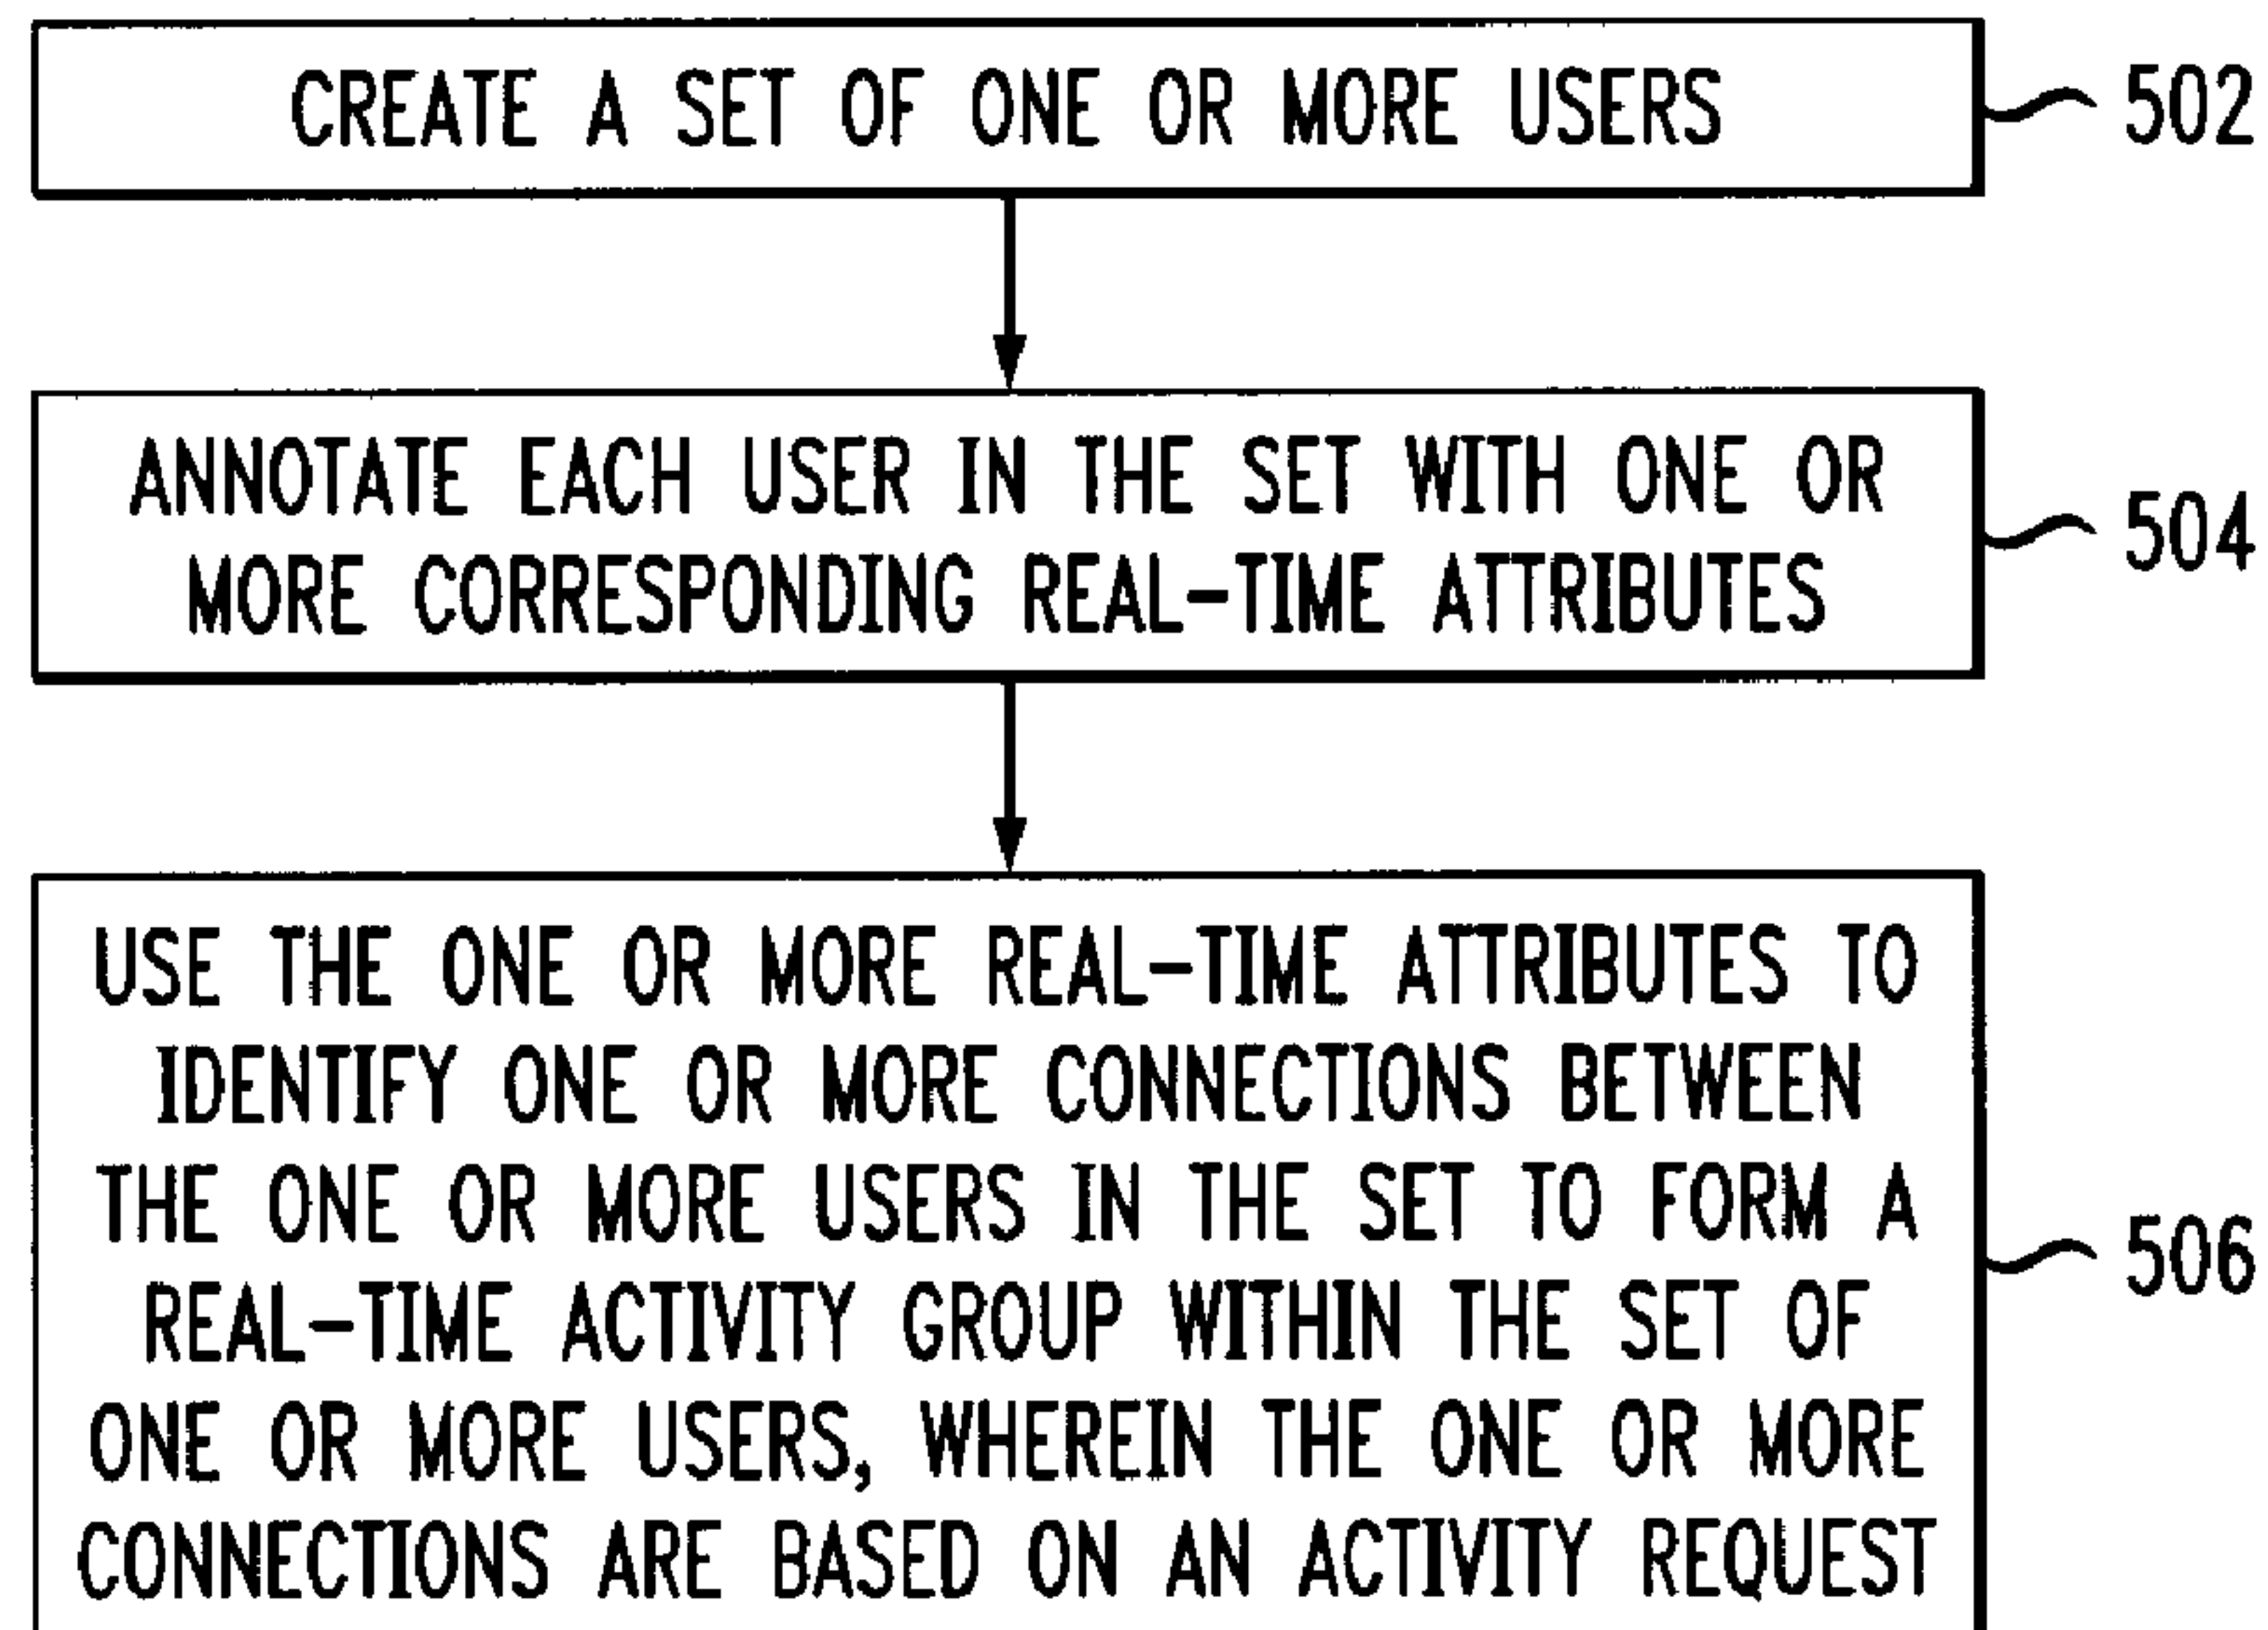 CREATE A SET OF ONE OR MORE USERS
502
ANNOTATE EACH USER IN THE SET WITH ONE OR
MORE CORRESPONDING REAL-TIME ATTRIBUTES
504
USE THE ONE OR MORE REAL-TIME ATTRIBUTES TO
IDENTIFY ONE OR MORE CONNECTIONS BETWEEN
THE ONE OR MORE USERS IN THE SET TO FORM A
REAL-TIME ACTIVITY GROUP WITHIN THE SET OF
ONE OR MORE USERS, WHEREIN THE ONE OR MORE
CONNECTIONS ARE BASED ON AN ACTIVITY REQUEST
506